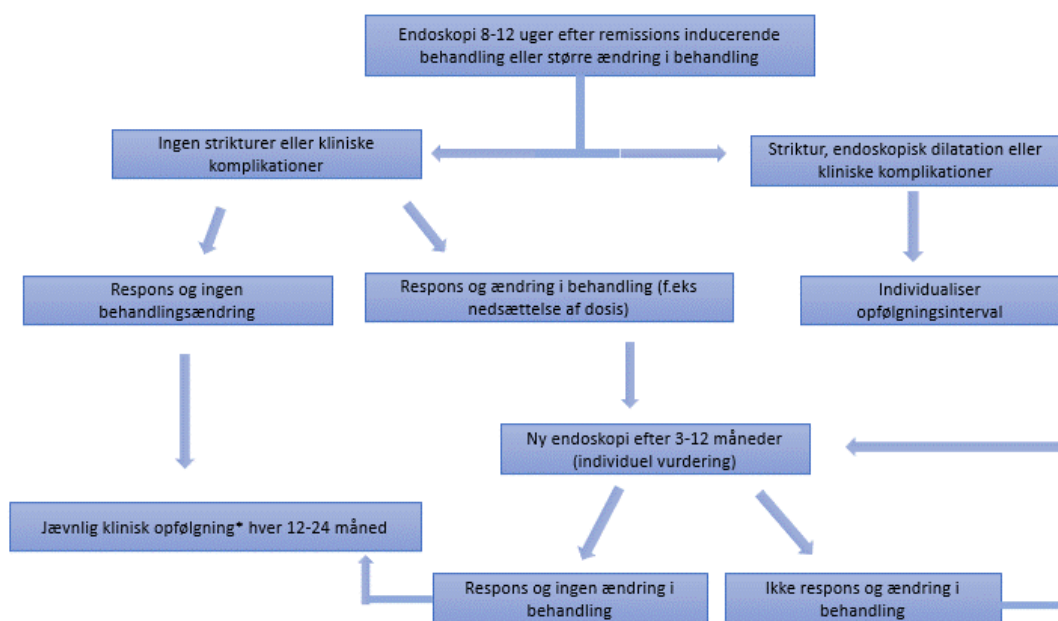 Endoskopi 8-12 uger efter remissions inducerende
behandling eller større ændring i behandling
Ingen strikturer eller kliniske
komplikationer
Striktur, endoskopisk dilatation eller
kliniske komplikationer
Respons og ingen
behandlingsændring
Respons og ændring i behandling (f.eks
nedsættelse af dosis)
Individualiser
opfølgningsinterval
Ny endoskopi efter 3-12 måneder
(individuel vurdering)
Jævnlig klinisk opfølgning* hver 12-24 måned
Respons og ingen ændring i
behandling
Ikke respons og ændring i
behandling